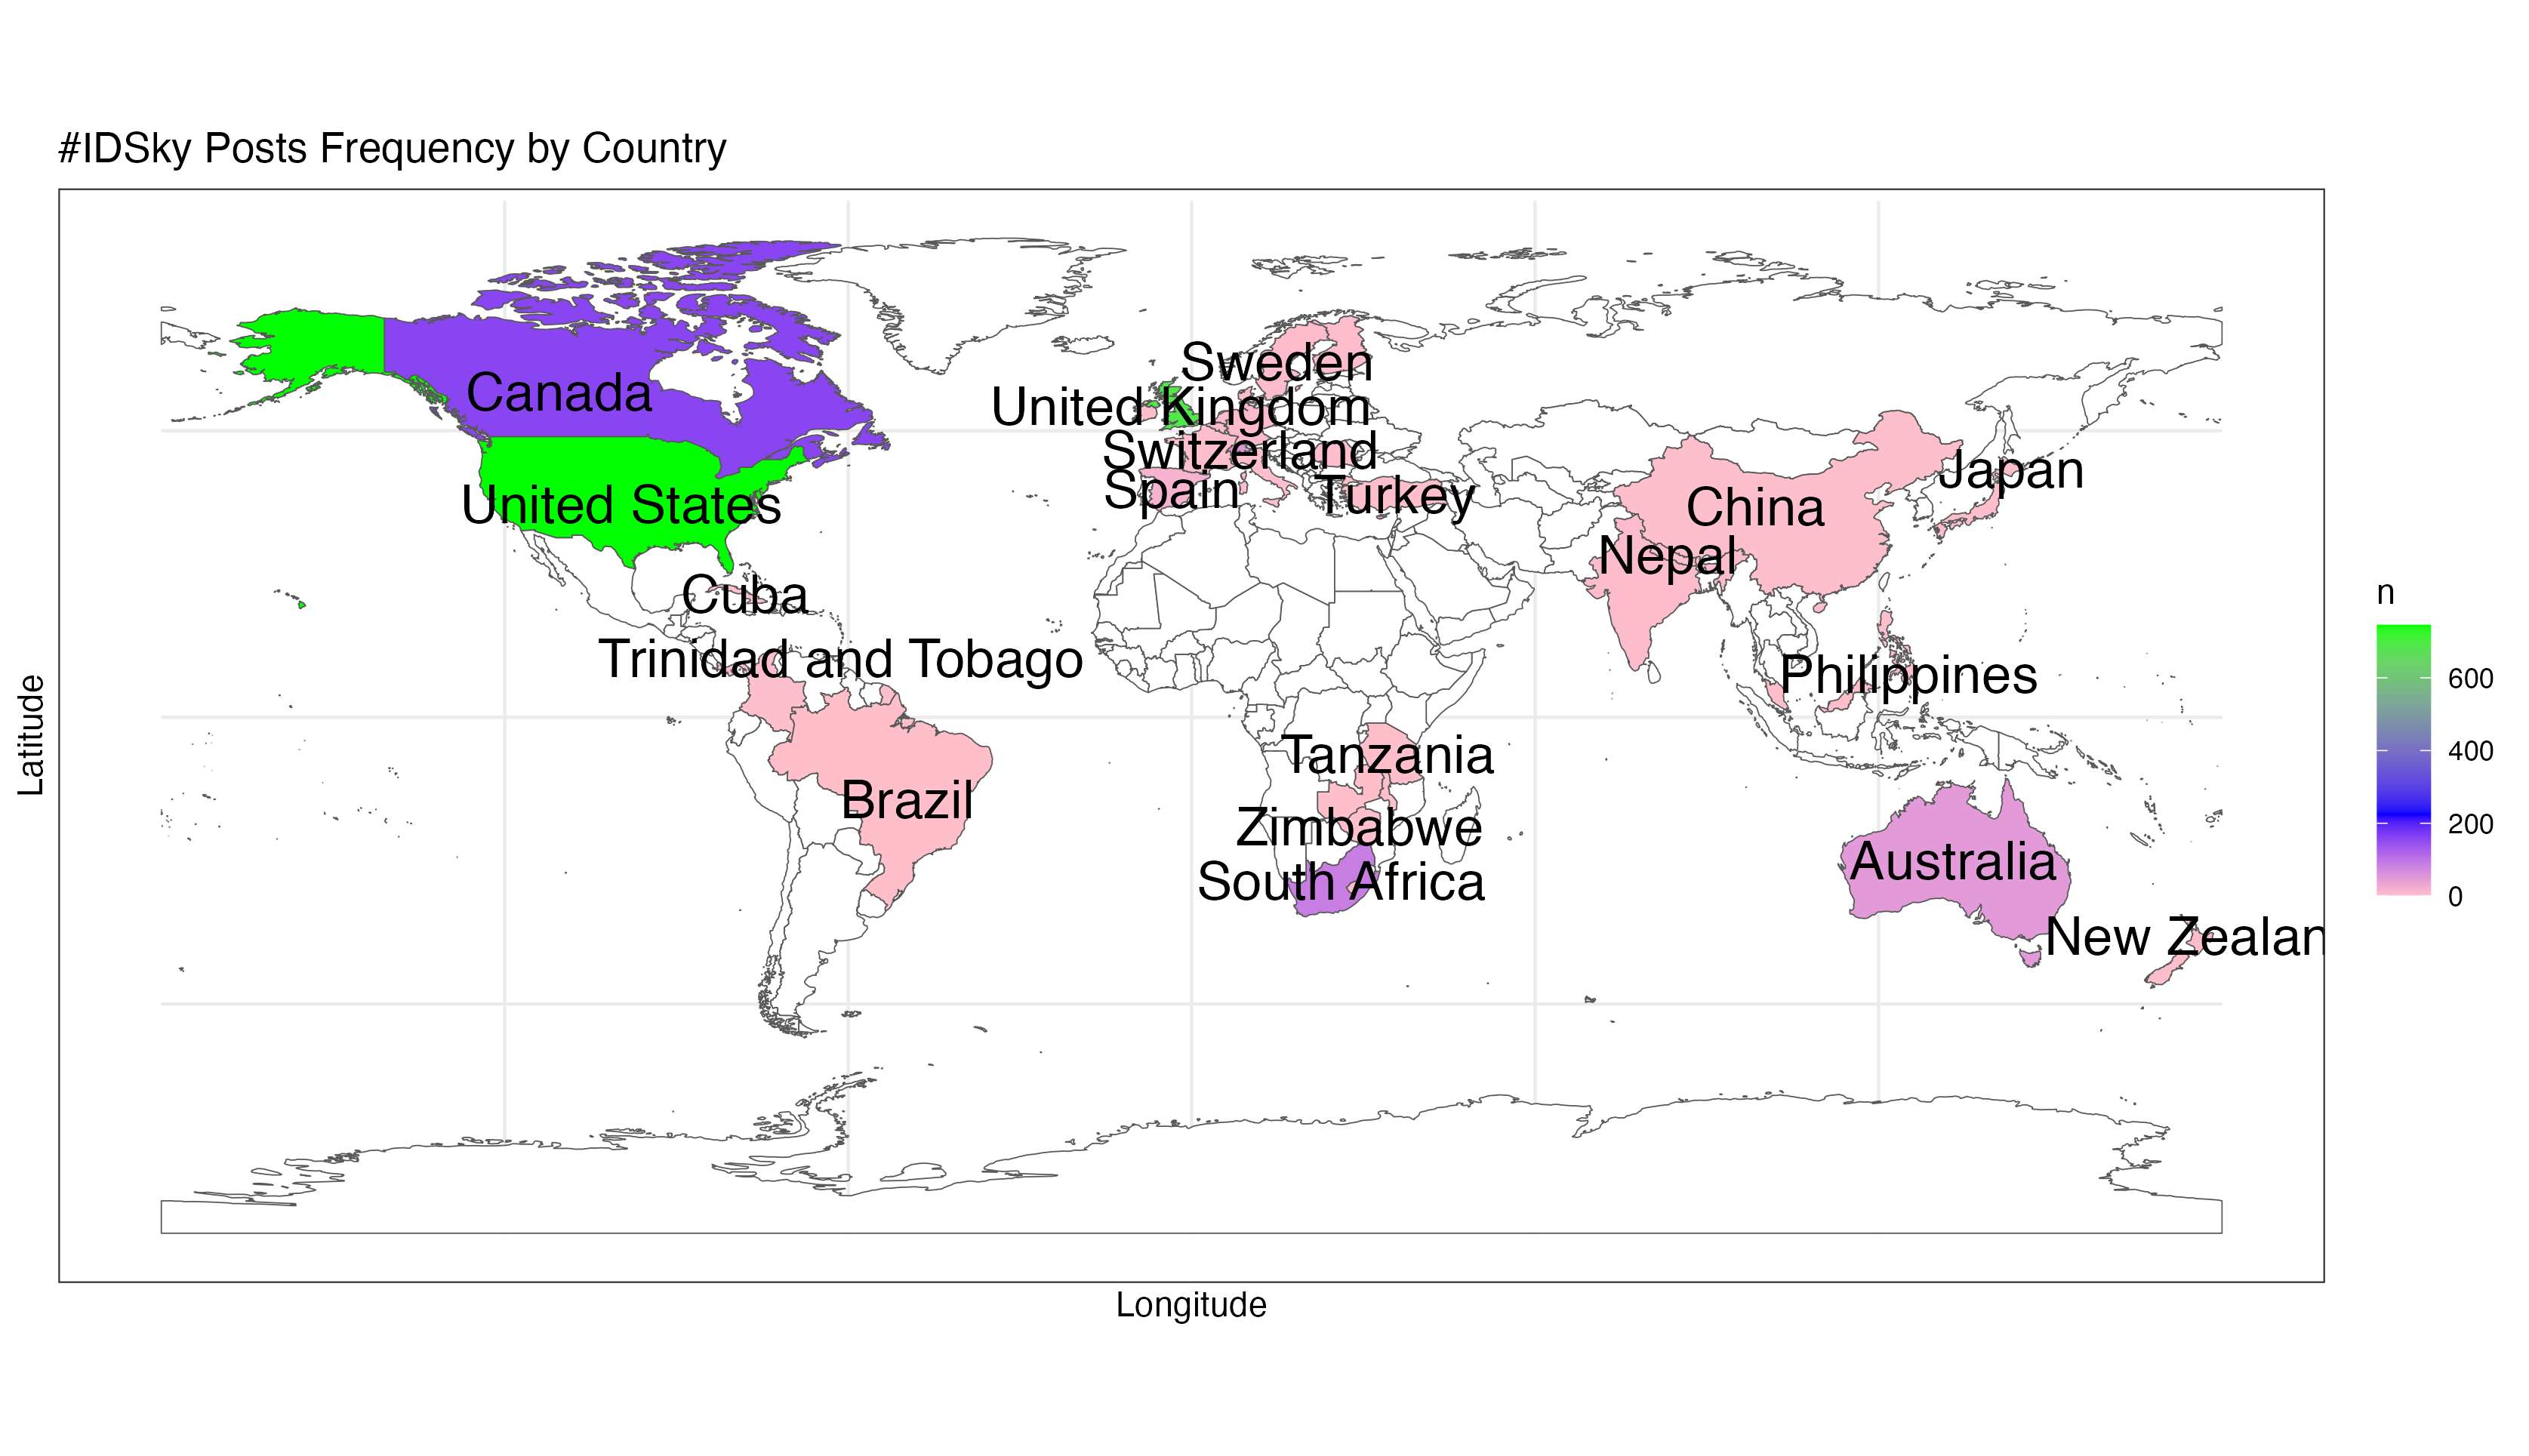 #IDSky Posts Frequency by Country
Sweden
Canada
United Kingdom
Switzerland
Japan
Spain
Turkey
United States
China
Nepal
Cuba
Trinidad and Tobago
Philippines
Tanzania
Brazil
Zimbabwe
Australia
South Africa
New Zealan
Latitude
Longitude
n
600
400
200
0